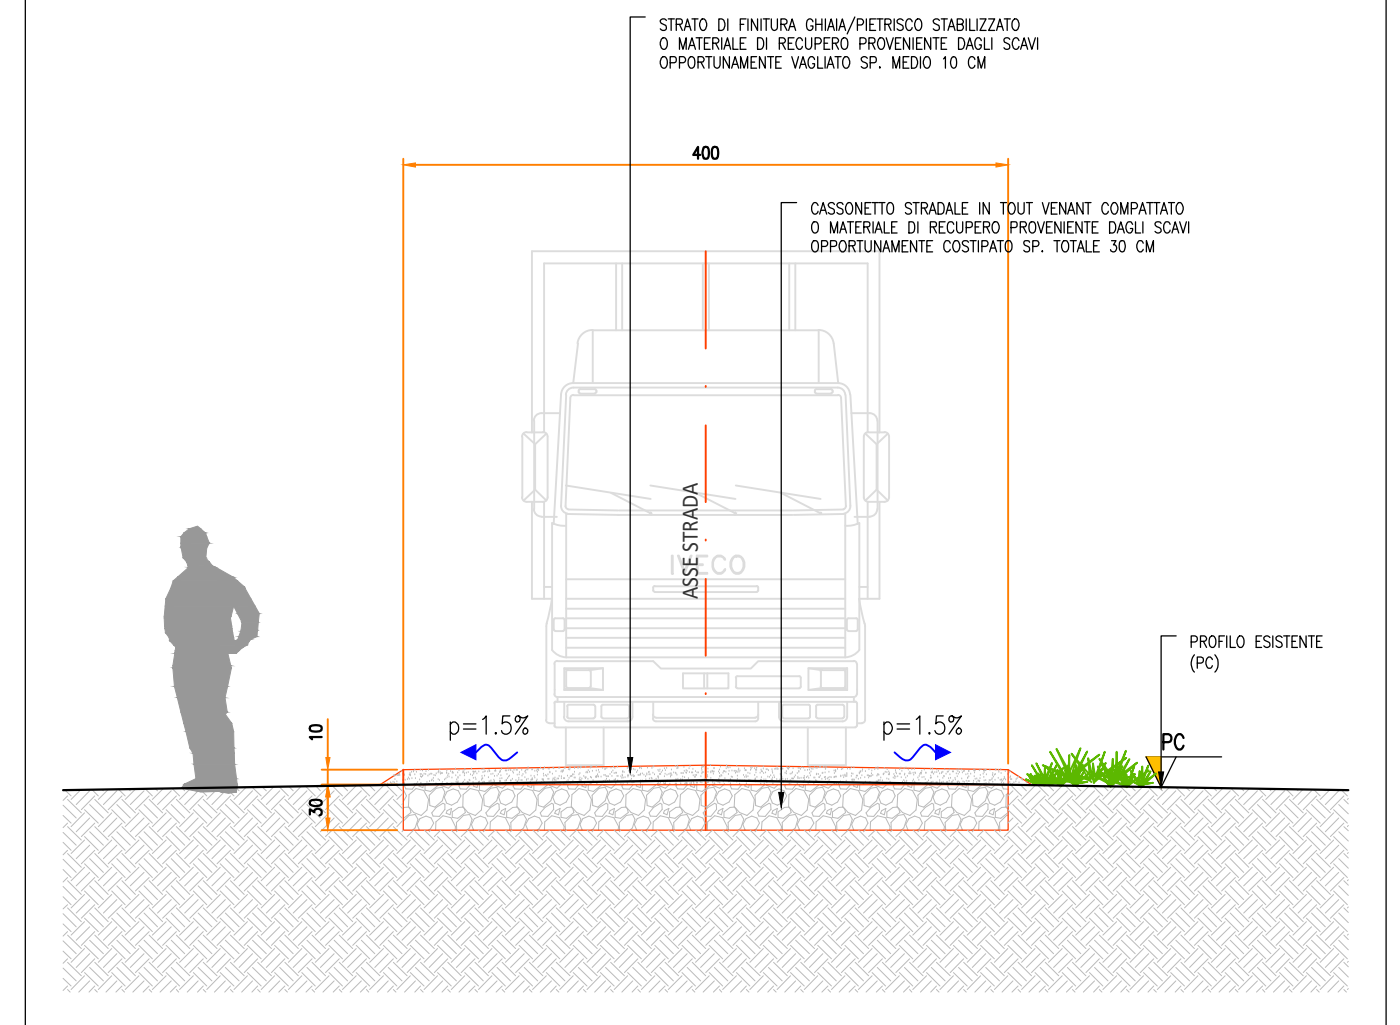 STRATO DI FINITURA GHIAIA/PIETRISCO STABILIZZATO
O MATERIALE DI RECUPERO PROVENIENTE DAGLI SCAVI
OPPORTUNAMENTE VAGLIATO SP. MEDIO 10 CM
400
CASSONETTO STRADALE IN TOUT VENANT COMPATTATO
O MATERIALE DI RECUPERO PROVENIENTE DAGLI SCAVI
OPPORTUNAMENTE COSTIPATO SP. TOTALE 30 CM
ASSE STRADA
IVECO
PROFILO ESISTENTE
(PC)
10
p=1.5%
p=1.5%
PC
30